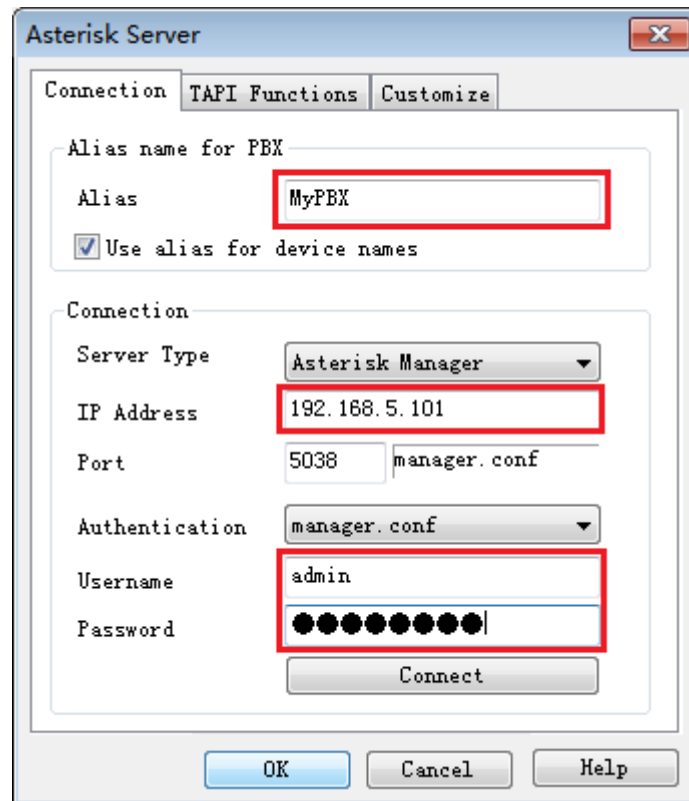 Asterisk Server
Connection TAPI Functions Customize
Alias name for PBX
Alias MyPBX
Use alias for device names
Connection
Server Type Asterisk Manager
IP Address 192.168.5.101
Port 5038 manager.conf
Authentication manager.conf
Username admin
Password ●●●●●●●●
Connect
OK Cancel Help